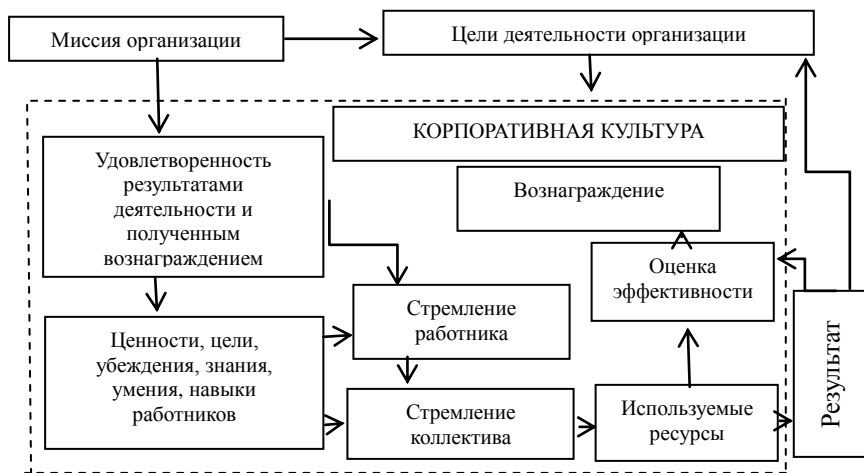 Миссия организации
Цели деятельности организации
КОРПОРАТИВНАЯ КУЛЬТУРА
Удовлетворенность
результатами
деятельности и
полученным
вознаграждением
Вознаграждение
Оценка
эффективности
Ценности, цели,
убеждения, знания,
умения, навыки
работников
Стремление
работника
Стремление
коллектива
Используемые
ресурсы
Результат